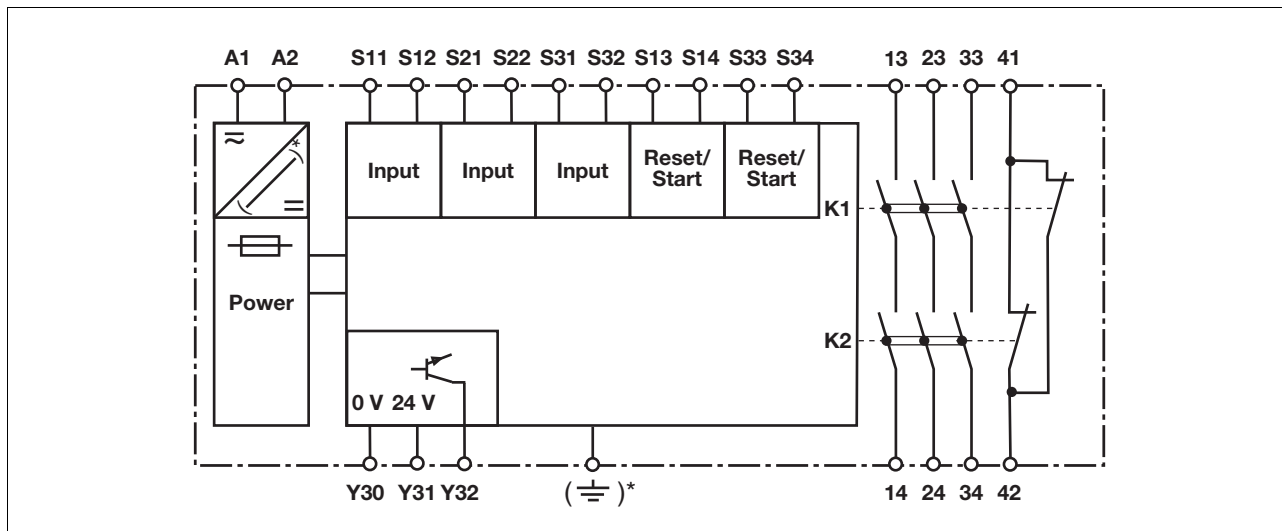 A1 A2 S11 S12 S21 S22 S31 S32 S13 S14 S33 S34 13 23 33 41
*
Input Input Input Reset/ Reset/
Start Start
K1
Power
K2
0 V 24 V
Y30 Y31 Y32 ( )* 14 24 34 42